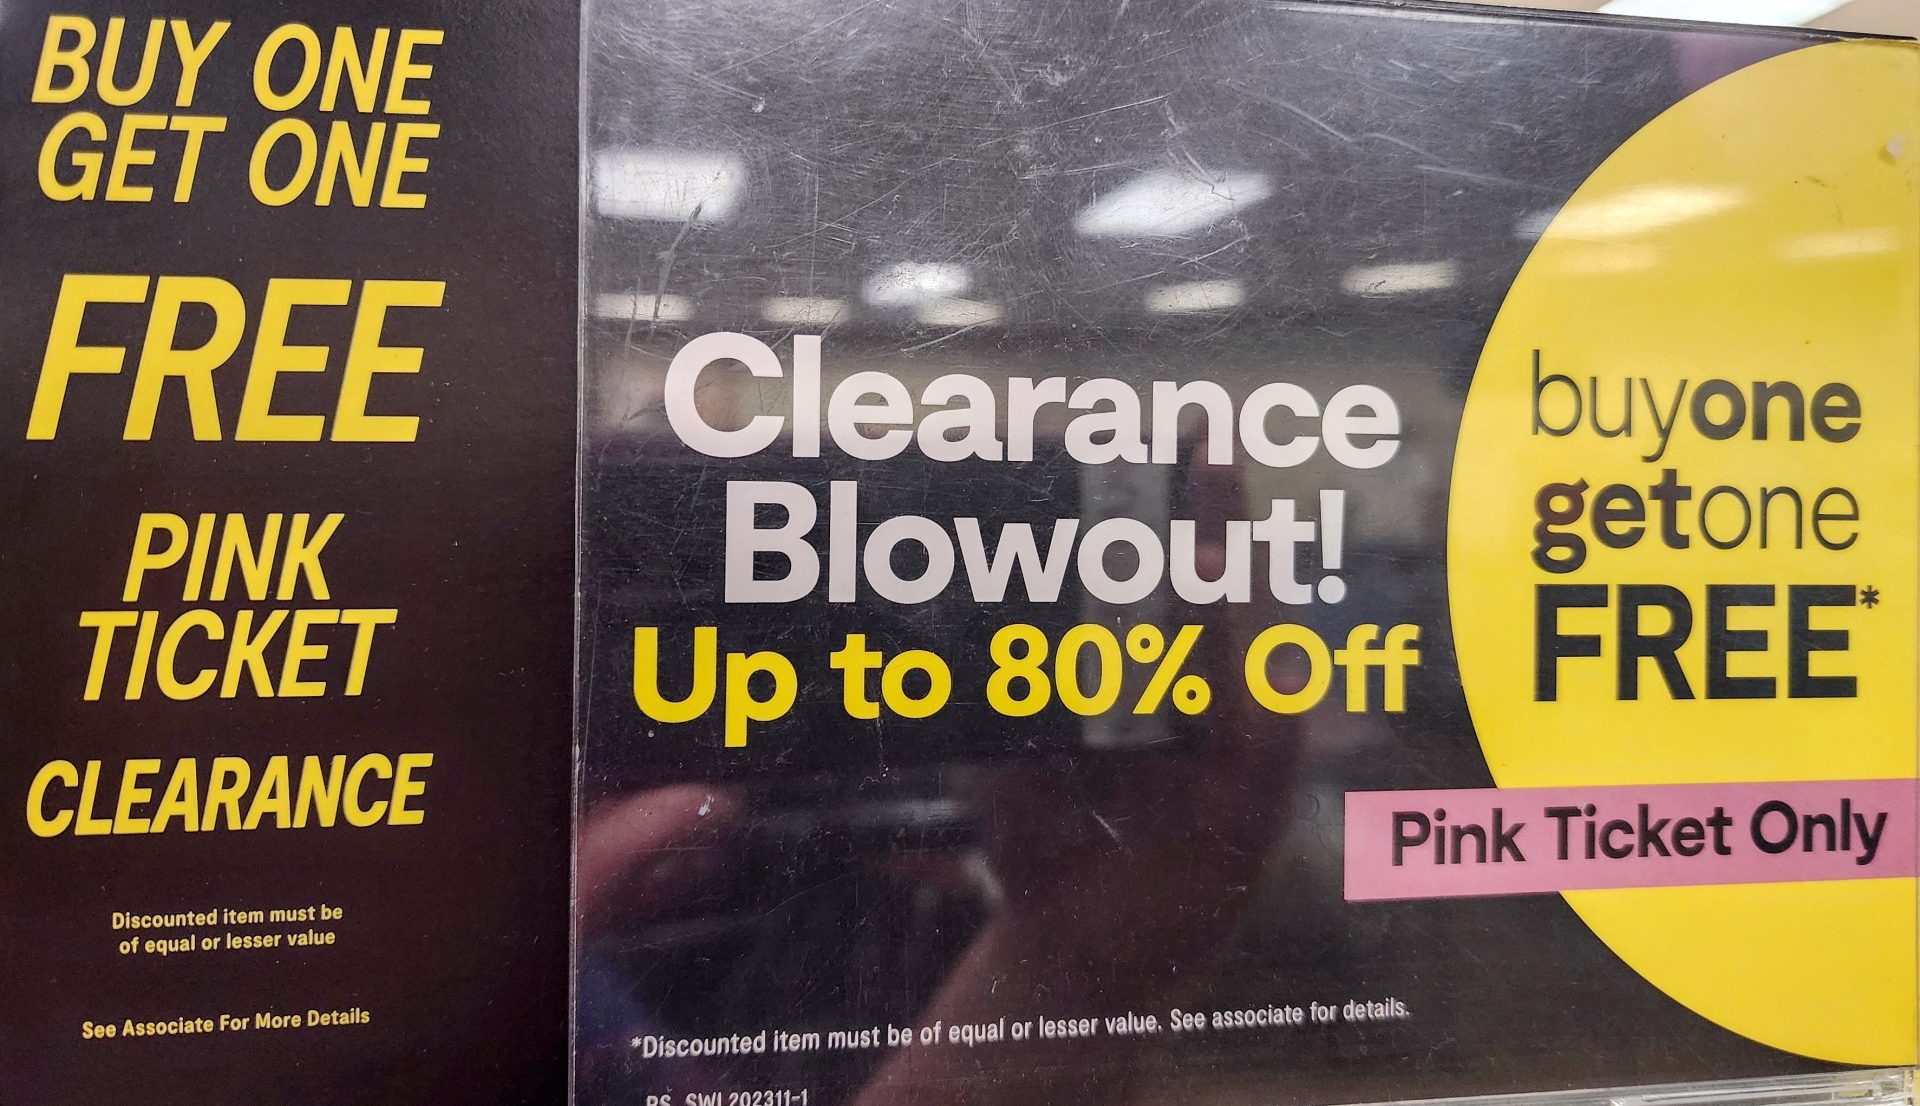 BUY ONE
GET ONE
FREE
PINK
TICKET
CLEARANCE
Discounted item must be
of equal or lesser value
See Associate For More Details
Clearance
Blowout!
Up to 80% Off
buyone
getone
FREE*
Pink Ticket Only
*Discounted item must be of equal or lesser value. See associate for details.
PS_SWL202311-1